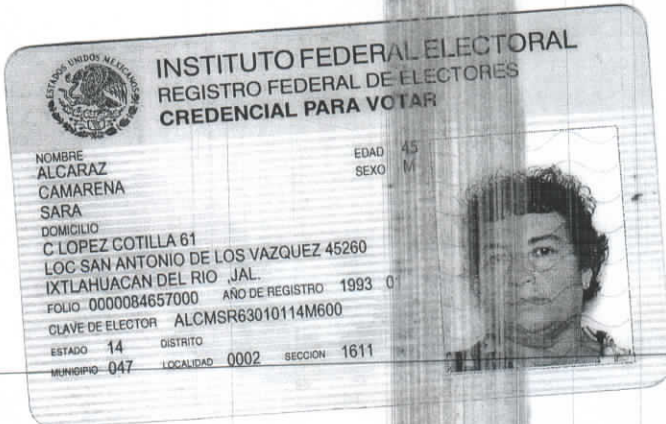 ESTADOS UNIDOS MEXICANOS
INSTITUTO FEDERAL ELECTORAL
REGISTRO FEDERAL DE ELECTORES
CREDENCIAL PARA VOTAR
NOMBRE
ALCARAZ
CAMARENA
SARA
EDAD 45
SEXO M
DOMICILIO
C LOPEZ COTILLA 61
LOC SAN ANTONIO DE LOS VAZQUEZ 45260
IXTLAHUACAN DEL RIO ,JAL.
FOLIO 0000084657000 AÑO DE REGISTRO 1993 0
CLAVE DE ELECTOR ALCMSR63010114M600
ESTADO 14 DISTRITO
MUNICIPIO 047 LOCALIDAD 0002 SECCION 1611